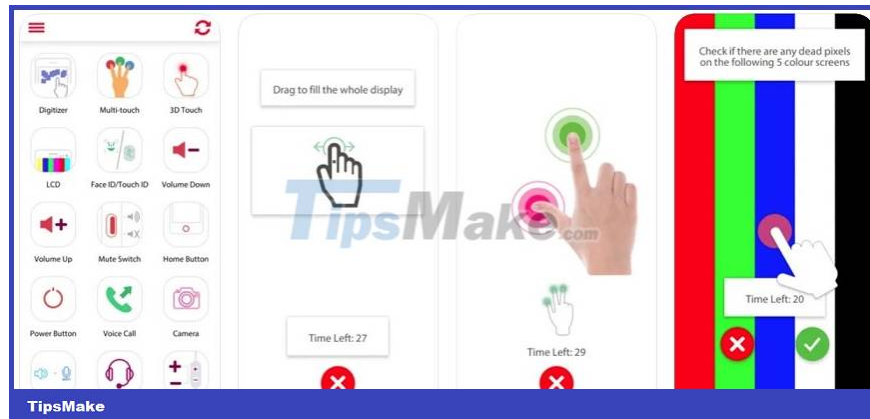 Digitizer
Multi-touch
3D Touch
LCD
Face ID/Touch ID
Volume Down
Volume Up
Mute Switch
Home Button
Power Button
Voice Call
Camera
Drag to fill the whole display
Time Left: 27
Time Left: 29
Check if there are any dead pixels
on the following 5 colour screens
Time Left: 20
TipsMake.com
TipsMake